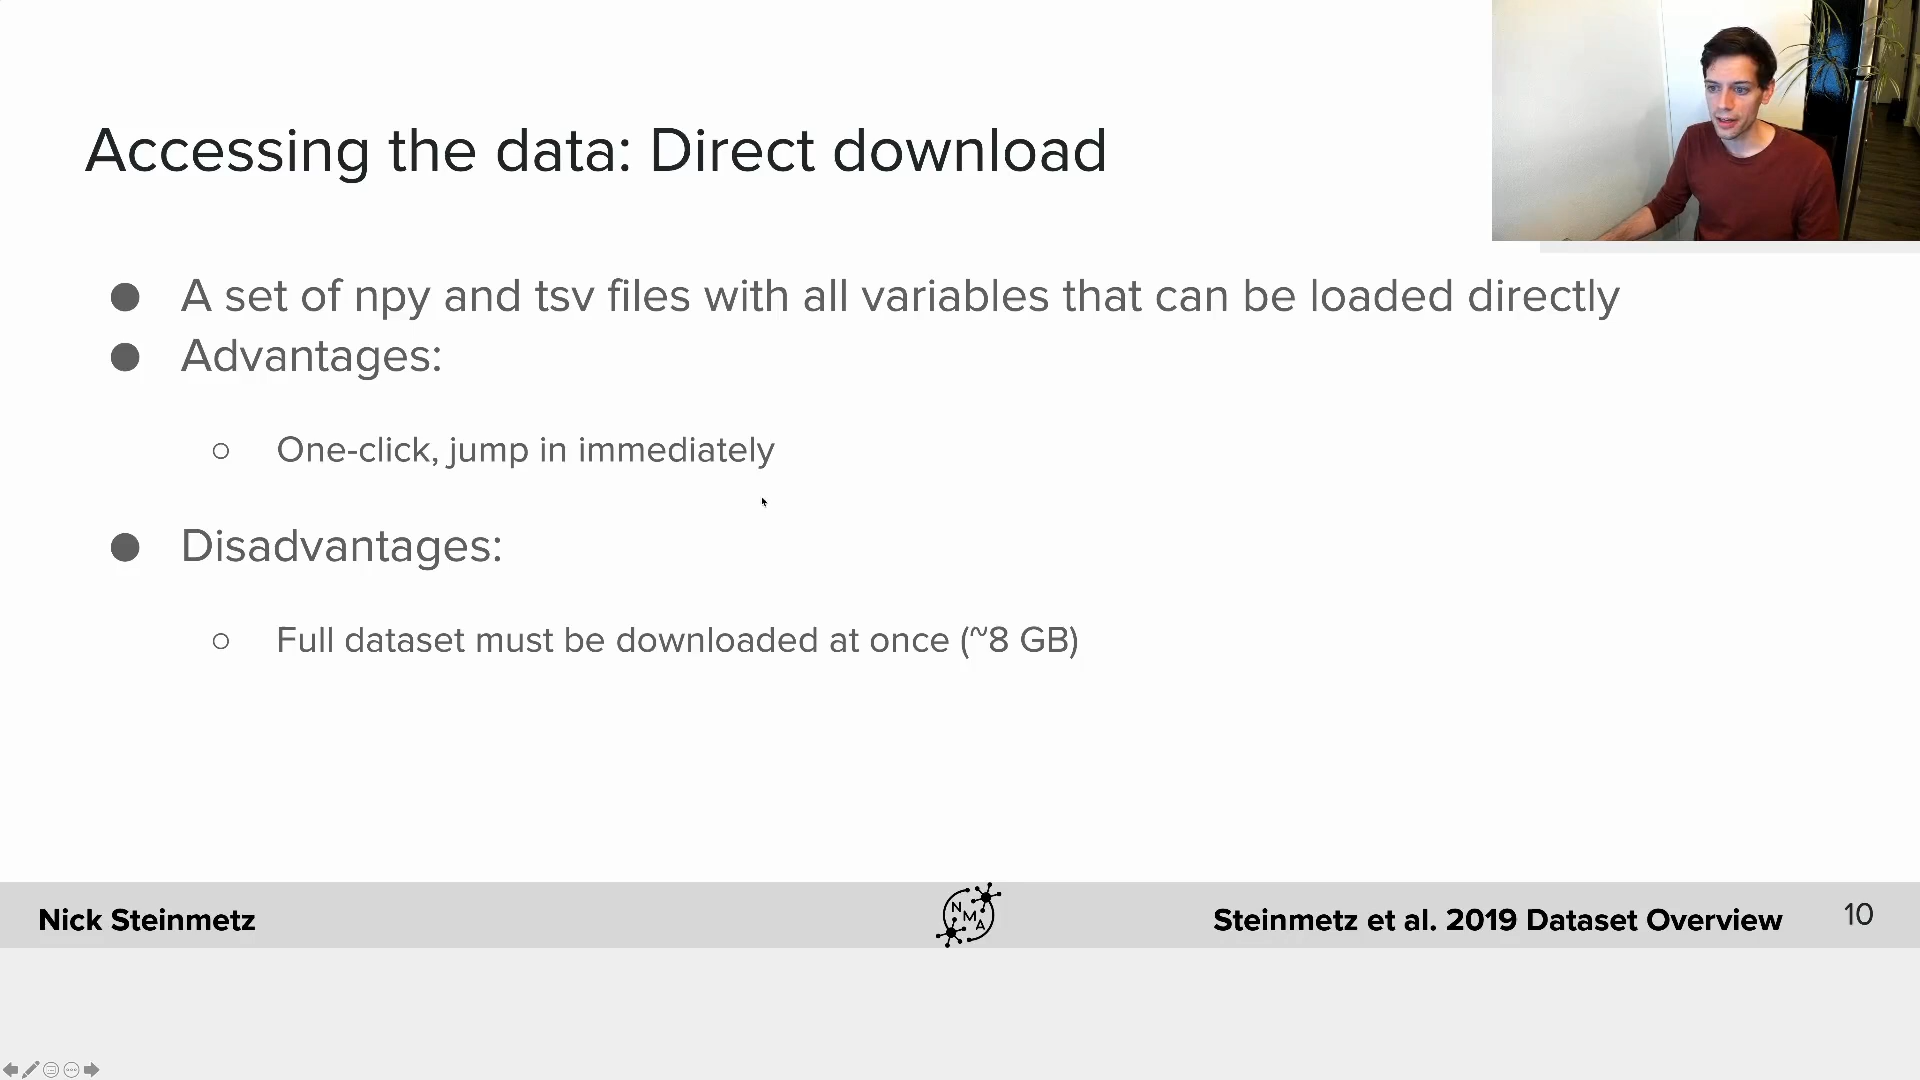 Accessing the data: Direct download
● A set of npy and tsv files with all variables that can be loaded directly
● Advantages:
○ One-click, jump in immediately
● Disadvantages:
○ Full dataset must be downloaded at once (~8 GB)
Nick Steinmetz
NMA
Steinmetz et al. 2019 Dataset Overview
10